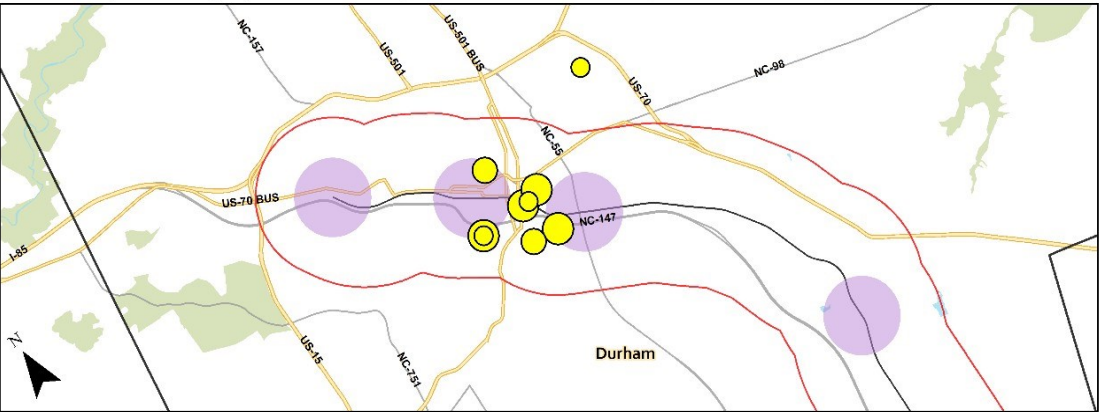 NC-157
US-501
US-501 BUS
NC-98
US-70
NC-55
US-70 BUS
NC-147
I-85
N
US-15
NC-751
Durham